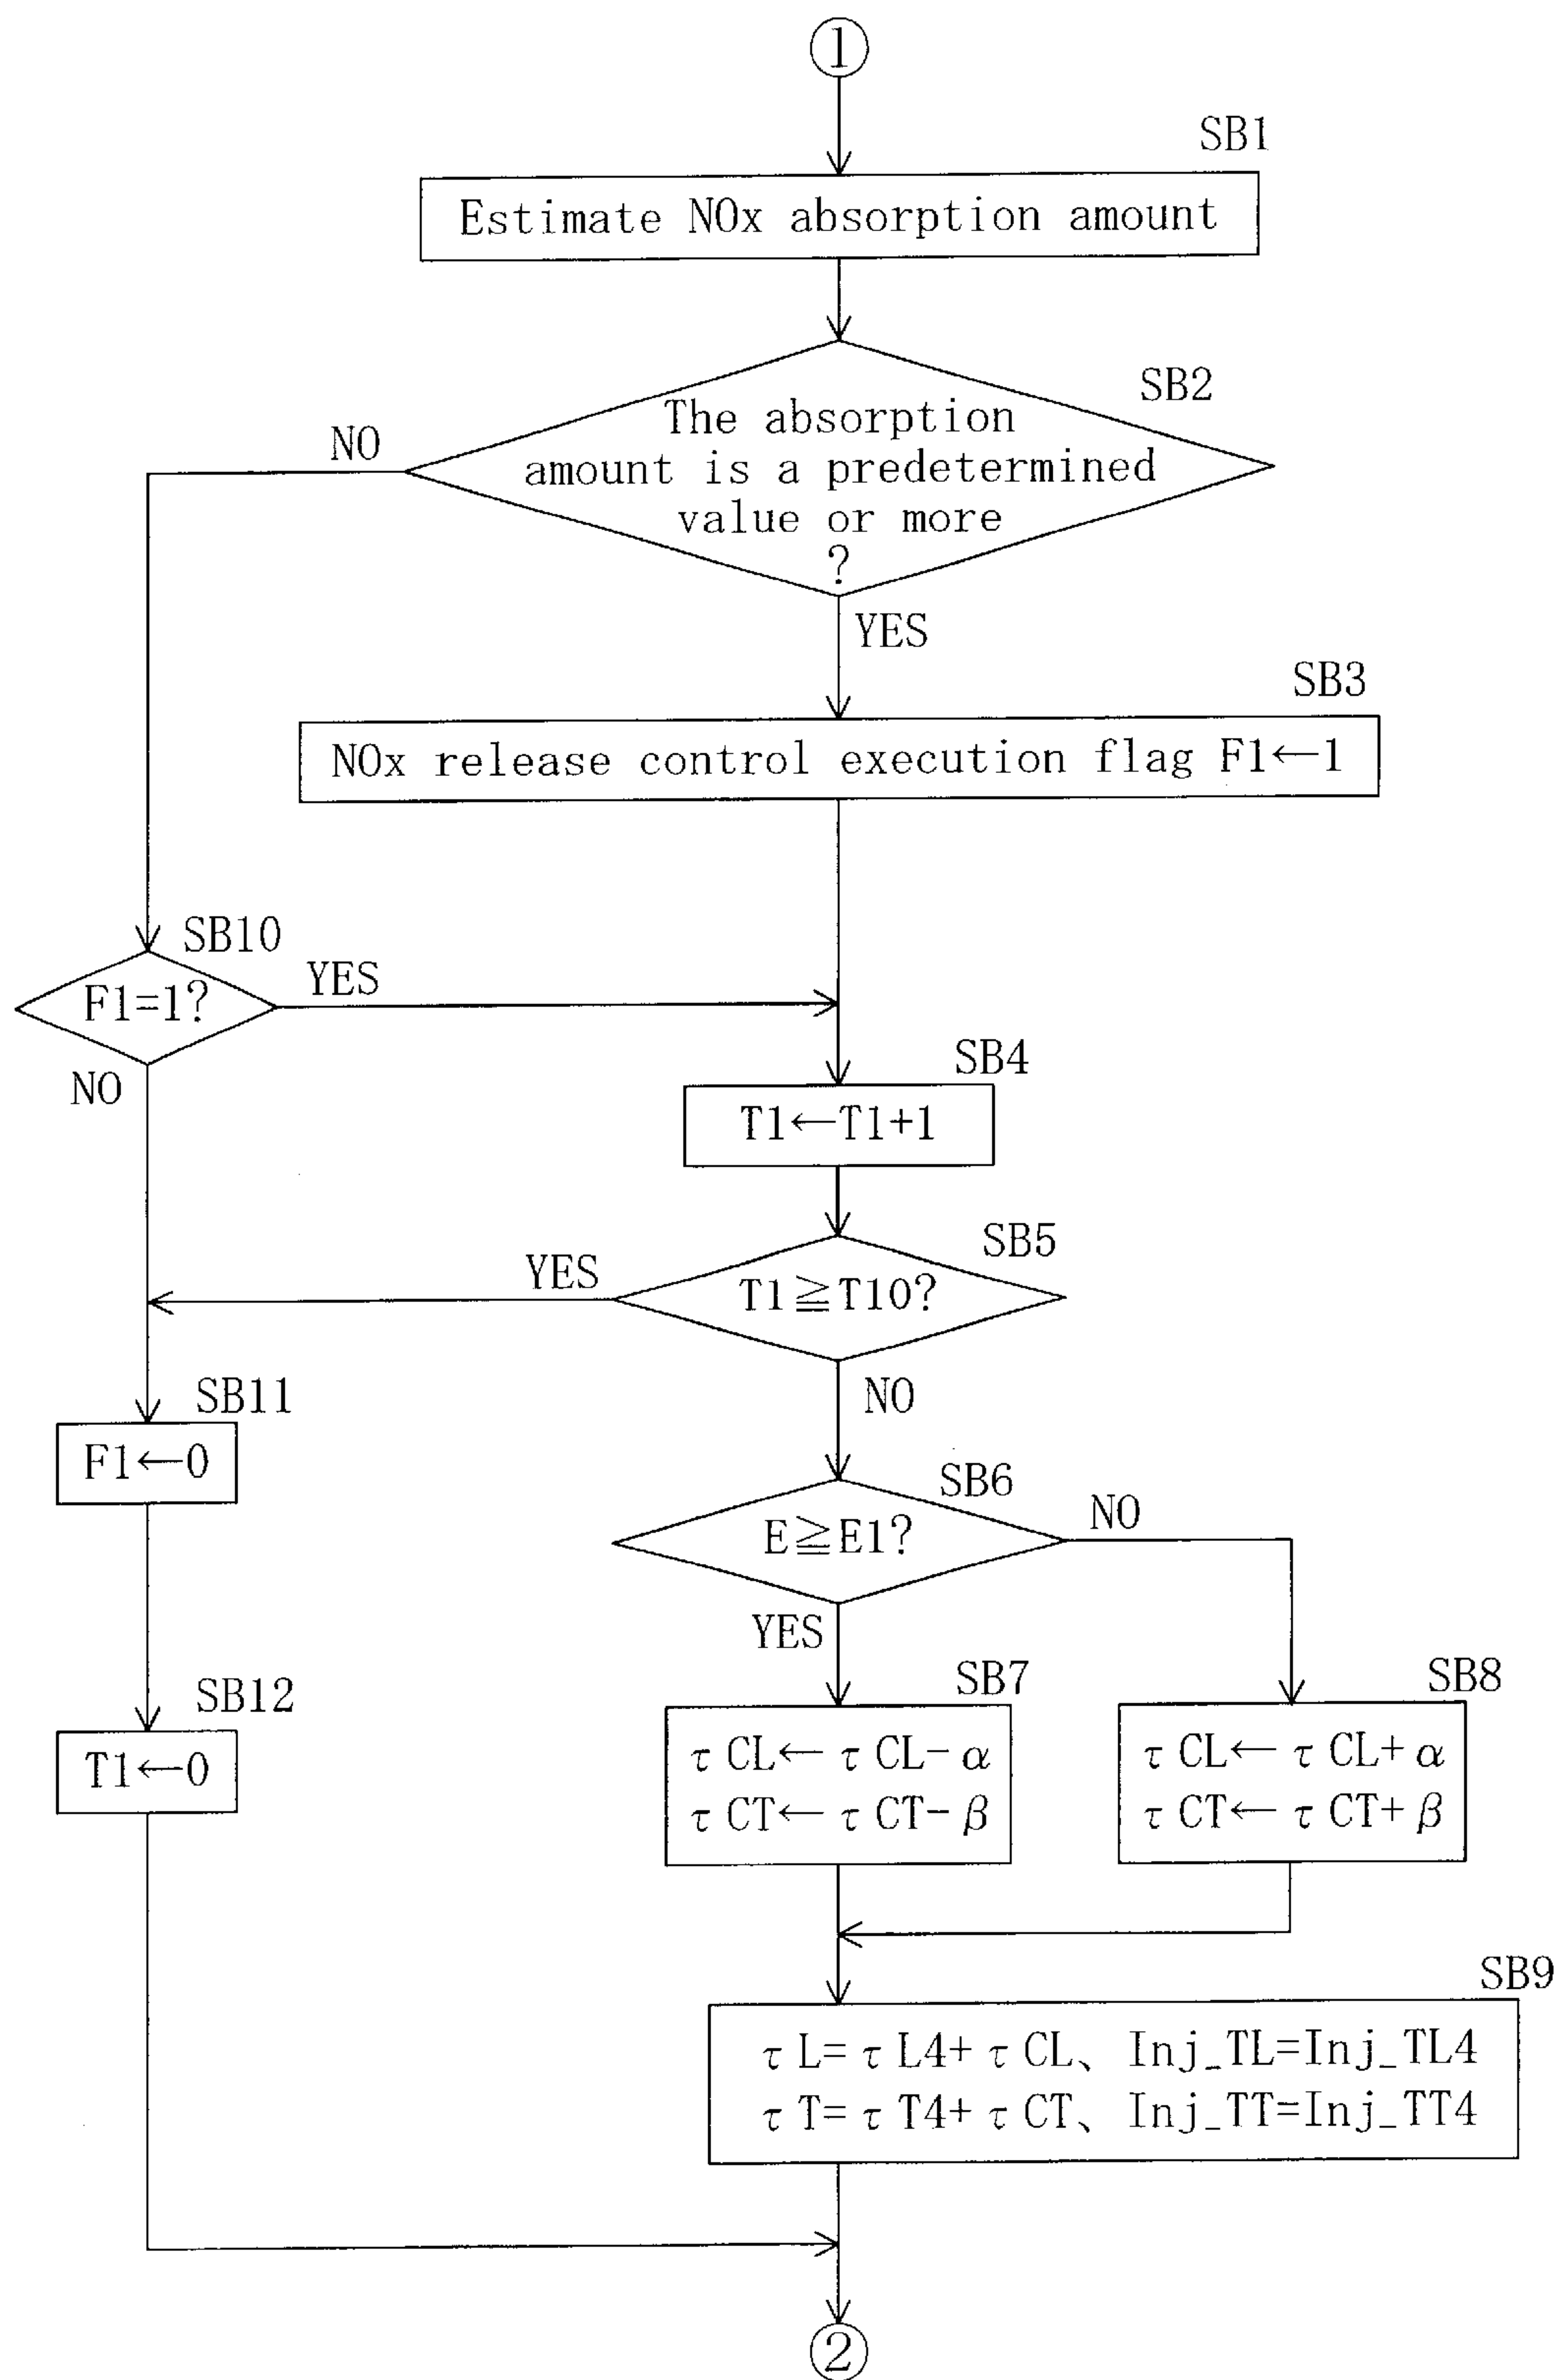 ①
SB1
Estimate NOx absorption amount
SB2
The absorption
amount is a predetermined
value or more
?
NO
YES
SB3
NOx release control execution flag F1←1
SB10
F1=1?
YES
NO
SB4
T1←T1+1
SB5
T1≧T10?
YES
NO
SB11
F1←0
SB6
E≧E1?
NO
YES
SB12
T1←0
SB7
τCL←τCL-α
τCT←τCT-β
SB8
τCL←τCL+α
τCT←τCT+β
SB9
τL=τL4+τCL、 Inj_TL=Inj_TL4
τT=τT4+τCT、 Inj_TT=Inj_TT4
②